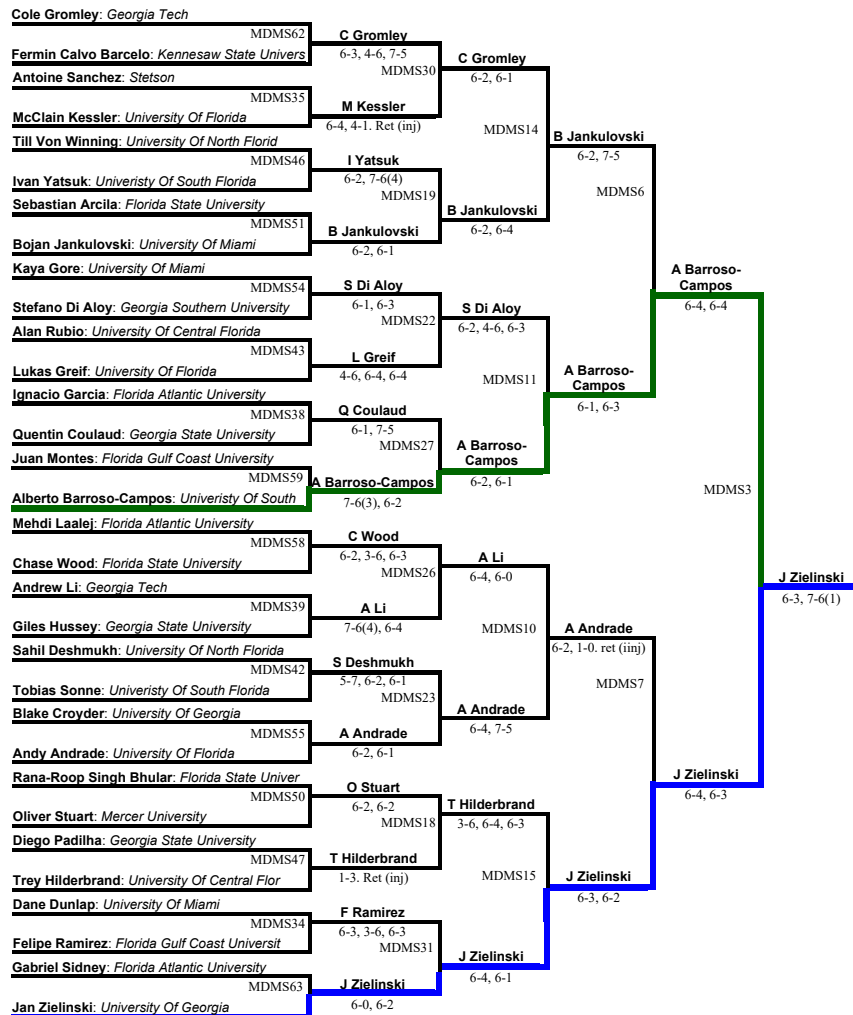 Cole Gromley: Georgia Tech
MDMS62
Fermin Calvo Barcelo: Kennesaw State Univers
Antoine Sanchez: Stetson
MDMS35
McClain Kessler: University Of Florida
Till Von Winning: University Of North Florid
MDMS46
Ivan Yatsuk: Univeristy Of South Florida
Sebastian Arcila: Florida State University
MDMS51
Bojan Jankulovski: University Of Miami
Kaya Gore: University Of Miami
MDMS54
Stefano Di Aloy: Georgia Southern University
Alan Rubio: University Of Central Florida
MDMS43
Lukas Greif: University Of Florida
Ignacio Garcia: Florida Atlantic University
MDMS38
Quentin Coulaud: Georgia State University
Juan Montes: Florida Gulf Coast University
MDMS59
Alberto Barroso-Campos: Univeristy Of South
Mehdi Laalej: Florida Atlantic University
MDMS58
Chase Wood: Florida State University
Andrew Li: Georgia Tech
MDMS39
Giles Hussey: Georgia State University
Sahil Deshmukh: University Of North Florida
MDMS42
Tobias Sonne: Univeristy Of South Florida
Blake Croyder: University Of Georgia
MDMS55
Andy Andrade: University Of Florida
Rana-Roop Singh Bhular: Florida State Univer
MDMS50
Oliver Stuart: Mercer University
Diego Padilha: Georgia State University
MDMS47
Trey Hilderbrand: University Of Central Flor
Dane Dunlap: University Of Miami
MDMS34
Felipe Ramirez: Florida Gulf Coast Universit
Gabriel Sidney: Florida Atlantic University
MDMS63
Jan Zielinski: University Of Georgia
C Gromley
6-3, 4-6, 7-5
MDMS30
M Kessler
6-4, 4-1. Ret (inj)
I Yatsuk
6-2, 7-6(4)
MDMS19
B Jankulovski
6-2, 6-1
S Di Aloy
6-1, 6-3
MDMS22
L Greif
4-6, 6-4, 6-4
Q Coulaud
6-1, 7-5
MDMS27
A Barroso-Campos
7-6(3), 6-2
C Wood
6-2, 3-6, 6-3
MDMS26
A Li
7-6(4), 6-4
S Deshmukh
5-7, 6-2, 6-1
MDMS23
A Andrade
6-2, 6-1
O Stuart
6-2, 6-2
MDMS18
T Hilderbrand
1-3. Ret (inj)
F Ramirez
6-3, 3-6, 6-3
MDMS31
J Zielinski
6-0, 6-2
C Gromley
6-2, 6-1
MDMS14
B Jankulovski
6-2, 6-4
S Di Aloy
6-2, 4-6, 6-3
MDMS11
A Barroso-
Campos
6-2, 6-1
A Li
6-4, 6-0
MDMS10
A Andrade
6-4, 7-5
T Hilderbrand
3-6, 6-4, 6-3
MDMS15
J Zielinski
6-4, 6-1
B Jankulovski
6-2, 7-5
MDMS6
A Barroso-
Campos
6-1, 6-3
A Andrade
6-2, 1-0. ret (iinj)
MDMS7
J Zielinski
6-3, 6-2
A Barroso-
Campos
6-4, 6-4
MDMS3
J Zielinski
6-4, 6-3
J Zielinski
6-3, 7-6(1)